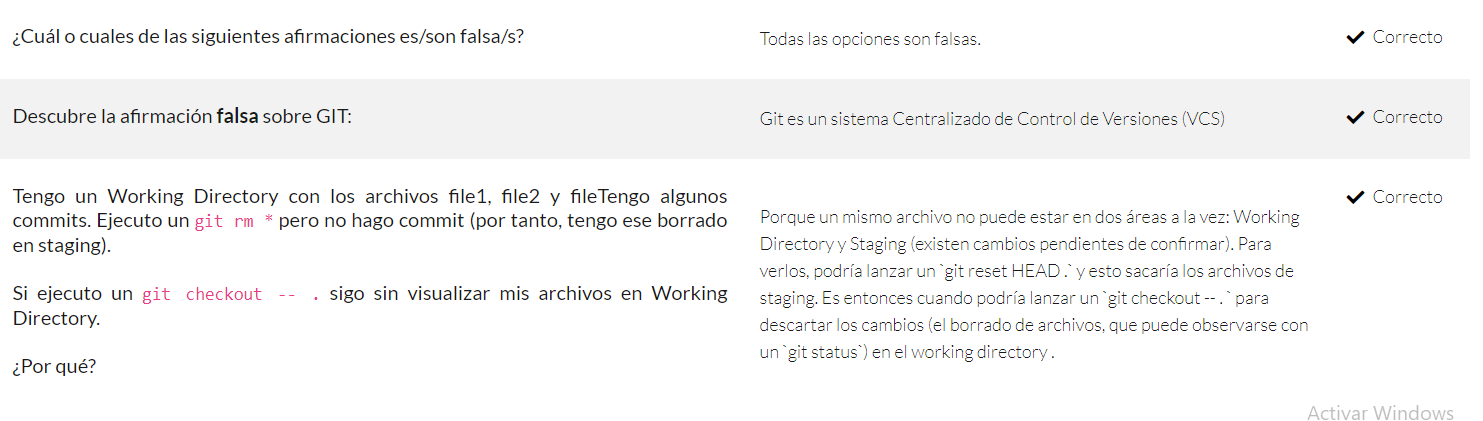 ¿Cuál o cuales de las siguientes afirmaciones es/son falsa/s?
Todas las opciones son falsas.
Correcto
Descubre la afirmación falsa sobre GIT:
Git es un sistema Centralizado de Control de Versiones (VCS)
Correcto
Tengo un Working Directory con los archivos file1, file2 y fileTengo algunos
commits. Ejecuto un git rm * pero no hago commit (por tanto, tengo ese borrado
en staging).
Si ejecuto un git checkout -- . sigo sin visualizar mis archivos en Working
Directory.
¿Por qué?
Porque un mismo archivo no puede estar en dos áreas a la vez: Working
Directory y Staging (existen cambios pendientes de confirmar). Para
verlos, podría lanzar un `git reset HEAD .` y esto sacaría los archivos de
staging. Es entonces cuando podría lanzar un `git checkout -- . ` para
descartar los cambios (el borrado de archivos, que puede observarse con
un `git status`) en el working directory .
Correcto
Activar Windows